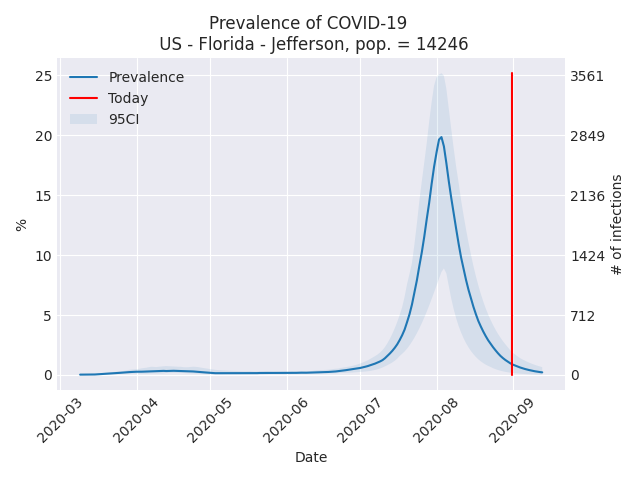 Prevalence of COVID-19
US - Florida - Jefferson, pop. = 14246
Prevalence
Today
95CI
25
20
15
10
5
0
%
3561
2849
2136
1424
712
0
# of infections
2020-03
2020-04
2020-05
2020-06
2020-07
2020-08
2020-09
Date